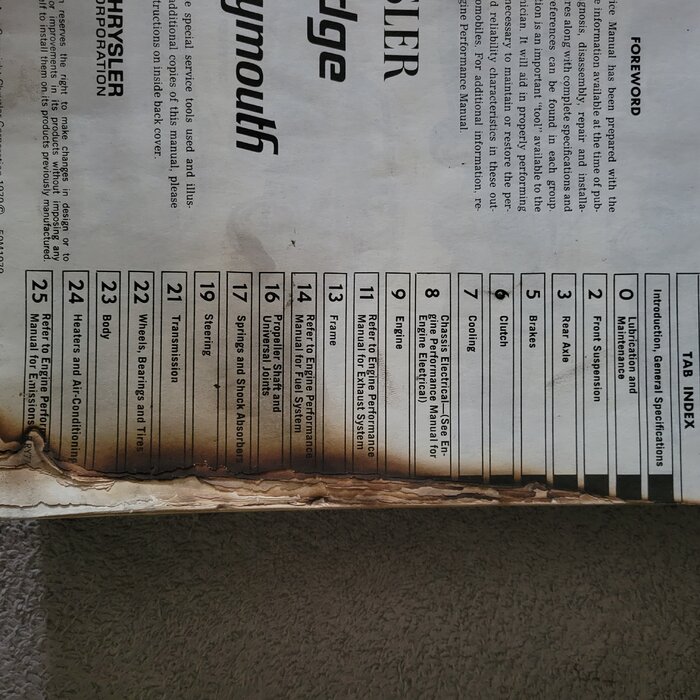 FOREWORD
ice Manual has been prepared with the
information available at the time of pub-
gnosis, disassembly, repair and installa-
res along with complete specifications and
eferences can be found in each group.
tion is an important "tool" available to the
nician. It will aid in properly performing
necessary to maintain or restore the per-
d reliability characteristics in these out-
omobiles. For additional information, re-
gine Performance Manual.
SLER
dge
ymouth
e special service tools used and illus-
additional copies of this manual, please
tructions on inside back cover.
CHRYSLER
CORPORATION
reserves the right to make changes in design or to
or improvements in its products without imposing any
lf to install them on its products previously manufactured.
TAB INDEX
Introduction, General Specifications
0 Lubrication and
Maintenance
2 Front Suspension
3 Rear Axle
5 Brakes
6 Clutch
7 Cooling
8 Chassis Electrical—(See En-
gine Performance Manual for
Engine Electrical)
9 Engine
11 Refer to Engine Performance
Manual for Exhaust System
13 Frame
14 Refer to Engine Performance
Manual for Fuel System
16 Propeller Shaft and
Universal Joints
17 Springs and Shock Absorbers
19 Steering
21 Transmission
22 Wheels, Bearings and Tires
23 Body
24 Heaters and Air-Conditioning
25 Refer to Engine Perfor
Manual for Emissions